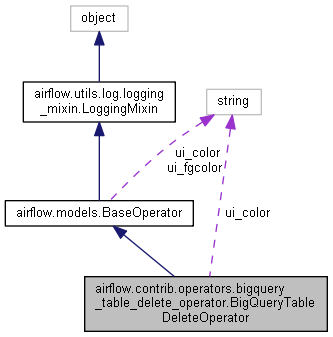 object
airflow.utils.log.logging
_mixin.LoggingMixin
string
ui_color
ui_fgcolor
airflow.models.BaseOperator
ui_color
airflow.contrib.operators.bigquery
_table_delete_operator.BigQueryTable
DeleteOperator